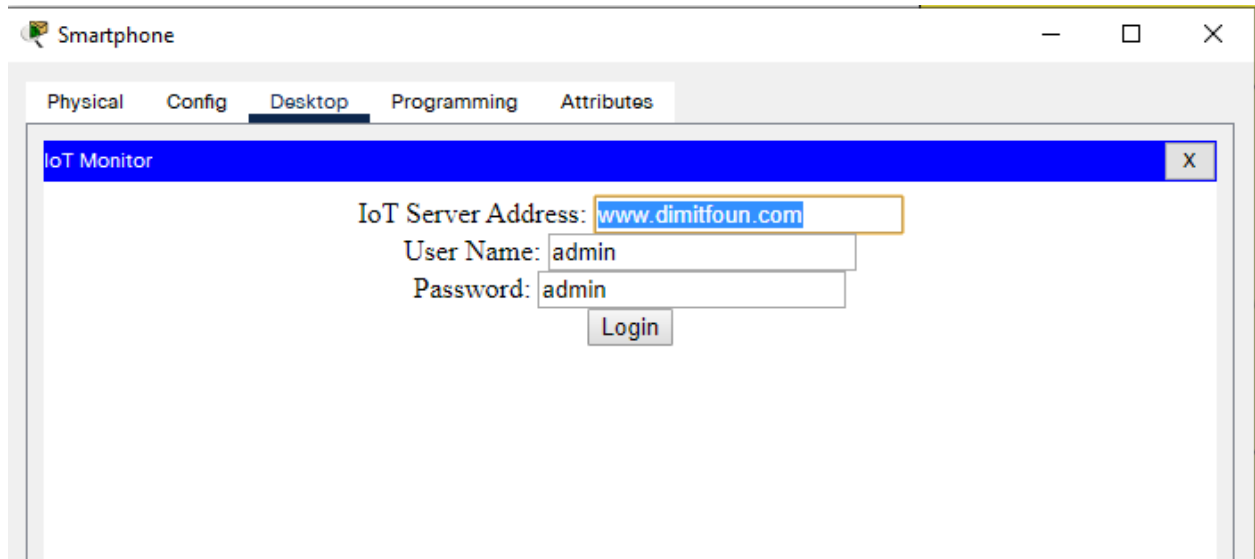 Smartphone
Physical Config Desktop Programming Attributes
IoT Monitor X
IoT Server Address: www.dimitfoun.com
User Name: admin
Password: admin
Login